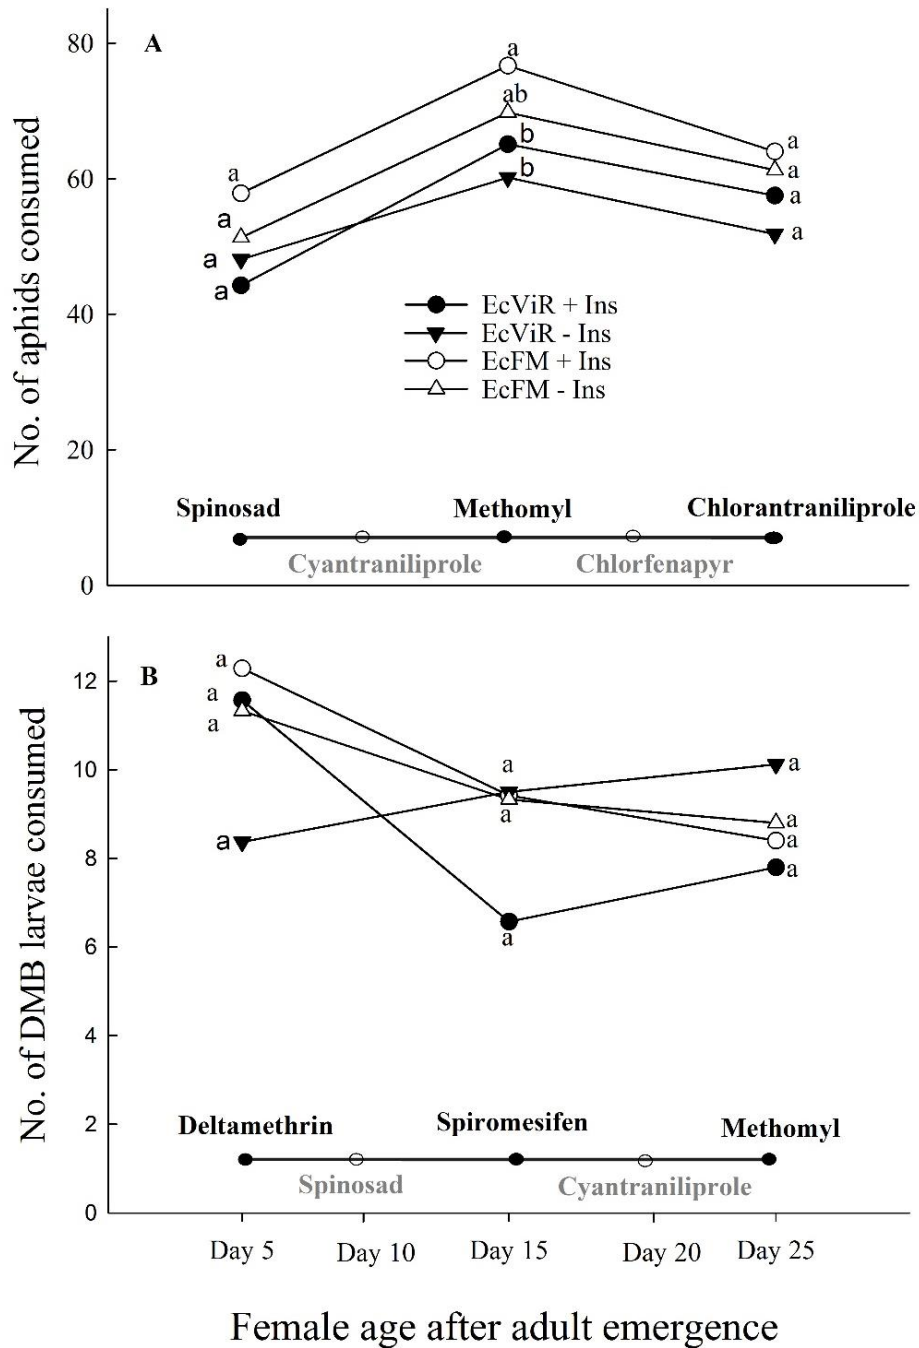 A
80
60
40
20
0
No. of aphids consumed
a
a
a
a
a
ab
b
b
a
a
a
a
EcViR + Ins
EcViR - Ins
EcFM + Ins
EcFM - Ins
Spinosad
Methomyl
Chlorantraniliprole
Cyantraniliprole
Chlorfenapyr
B
12
10
8
6
4
2
0
No. of DMB larvae consumed
a
a
a
a
a
a
a
a
a
a
a
Deltamethrin
Spiromesifen
Methomyl
Spinosad
Cyantraniliprole
Day 5
Day 10
Day 15
Day 20
Day 25
Female age after adult emergence